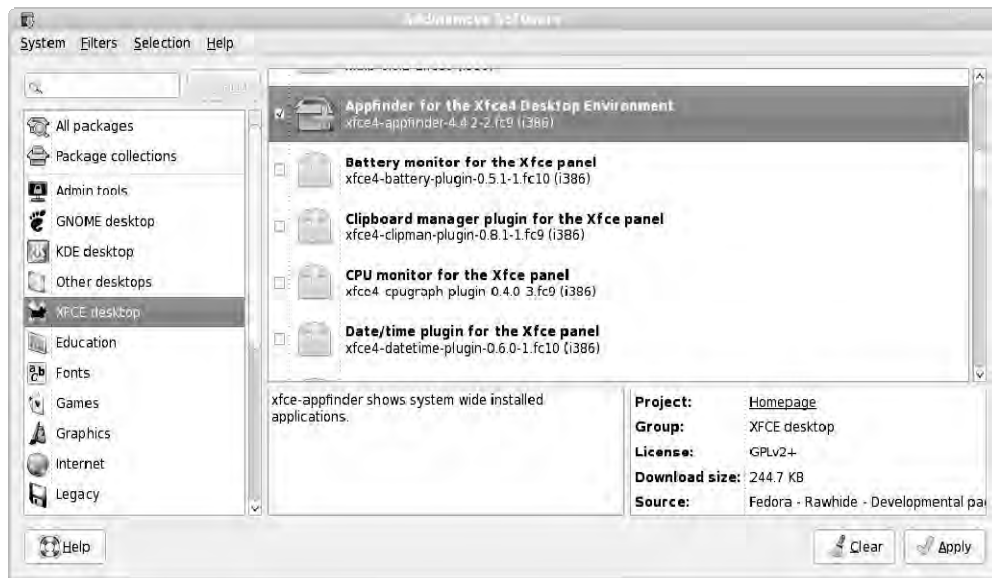 Add/Remove Software
System Filters Selection Help
All packages
Package collections
Admin tools
GNOME desktop
KDE desktop
Other desktops
XFCE desktop
Education
Fonts
Games
Graphics
Internet
Legacy
Appfinder for the Xfce4 Desktop Environment
xfce4-appfinder-4.4.2-2.fc9 (i386)
Battery monitor for the Xfce panel
xfce4-battery-plugin-0.5.1-1.fc10 (i386)
Clipboard manager plugin for the Xfce panel
xfce4-clipman-plugin-0.8.1-1.fc9 (i386)
CPU monitor for the Xfce panel
xfce4-cpugraph-plugin-0.4.0-3.fc9 (i386)
Date/time plugin for the Xfce panel
xfce4-datetime-plugin-0.6.0-1.fc10 (i386)
xfce-appfinder shows system wide installed
applications.
Project: Homepage
Group: XFCE desktop
License: GPLv2+
Download size: 244.7 KB
Source: Fedora - Rawhide - Developmental pa
Help
Clear
Apply